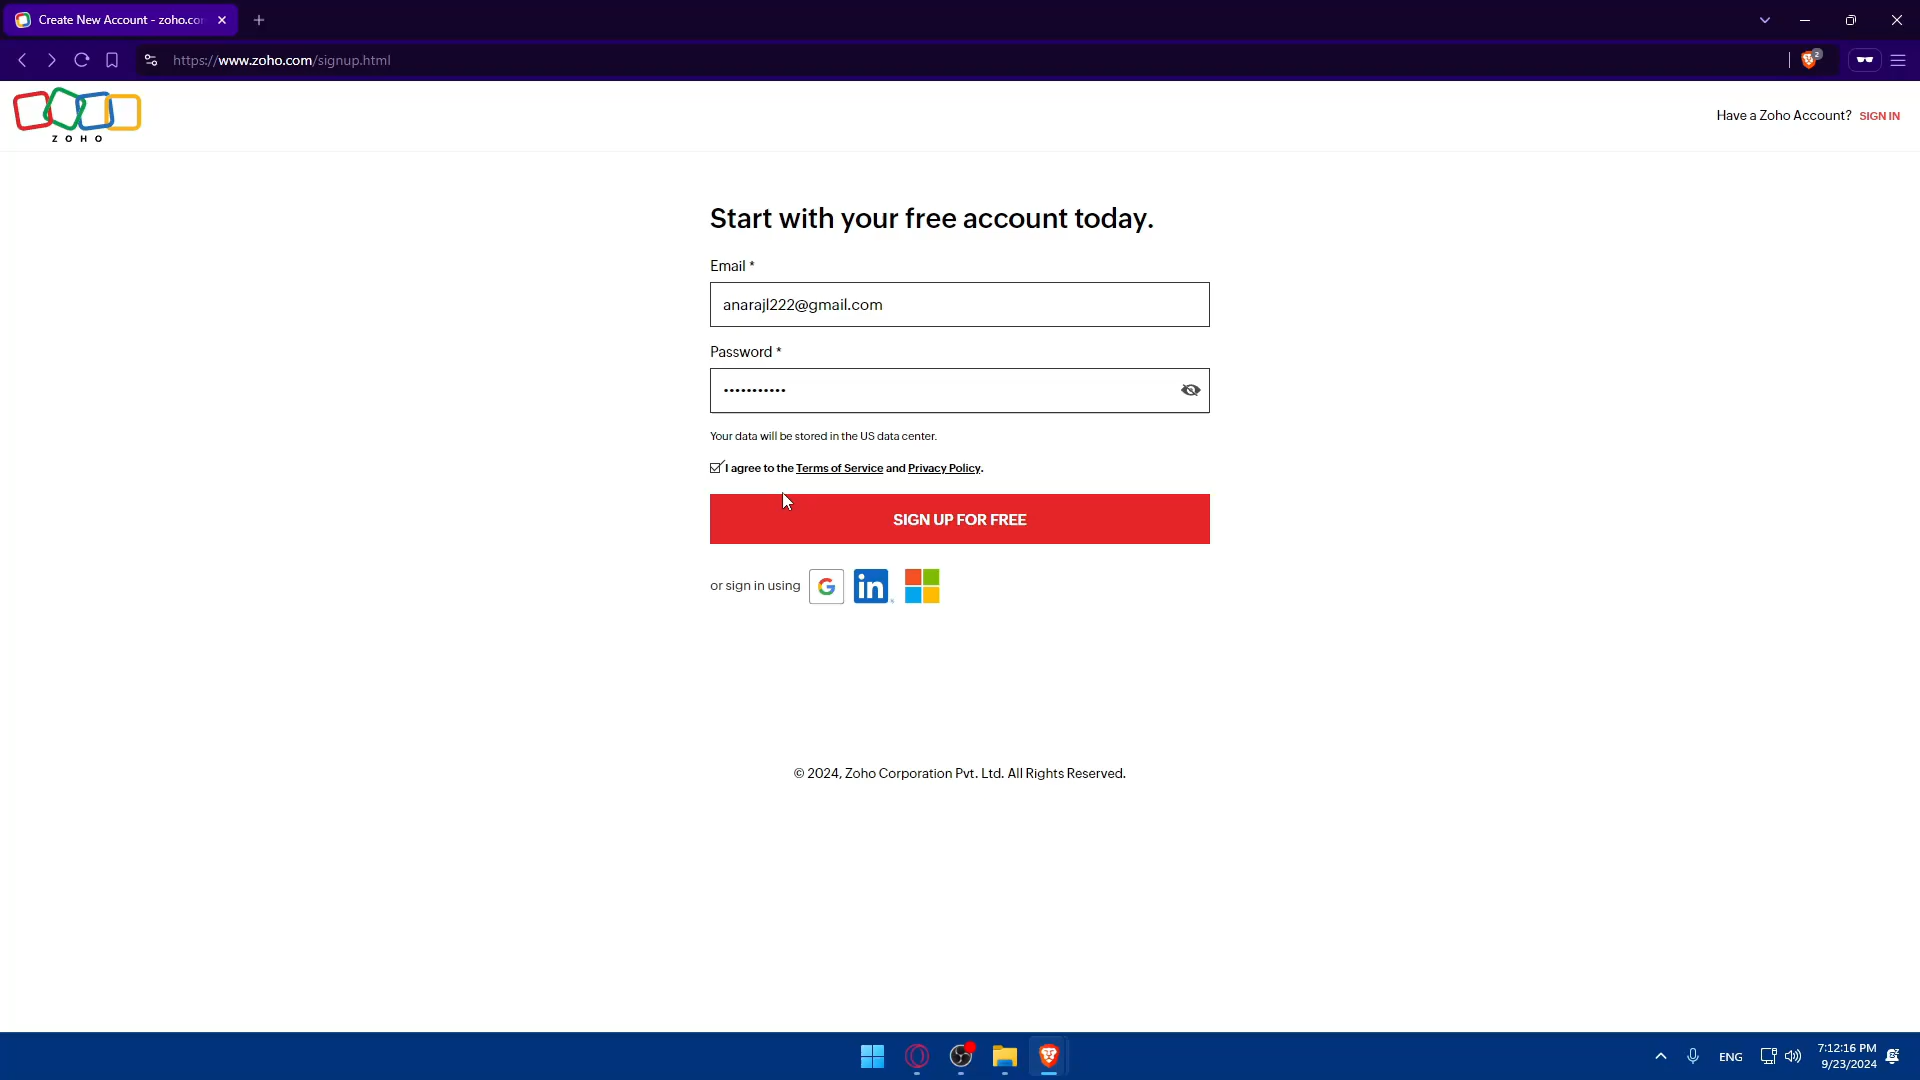 Create New Account - zoho.co
https://www.zoho.com/signup.html
2
ZOHO
Have a Zoho Account? SIGN IN
Start with your free account today.
Email *
anarajl222@gmail.com
Password *
•••••••••••
Your data will be stored in the US data center.
I agree to the Terms of Service and Privacy Policy.
SIGN UP FOR FREE
or sign in using G in
© 2024, Zoho Corporation Pvt. Ltd. All Rights Reserved.
ENG
7:12:16 PM
9/23/2024